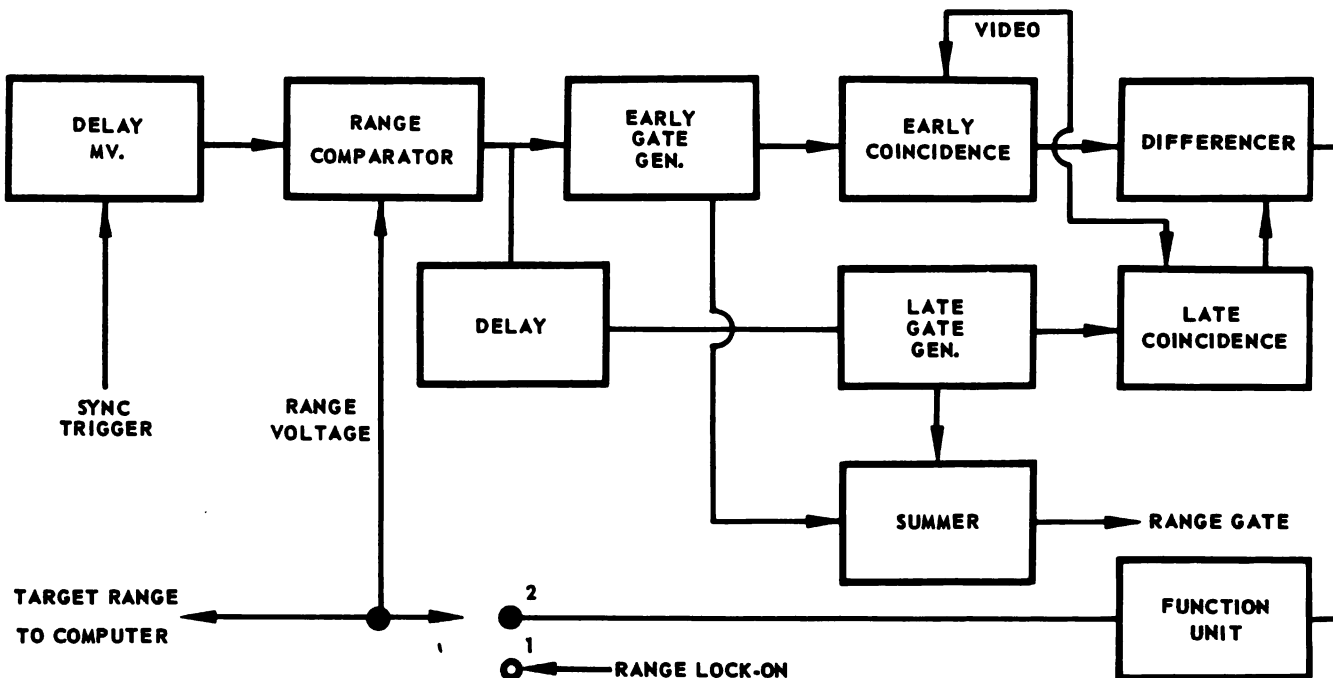 VIDEO
DELAY
MV.
RANGE
COMPARATOR
EARLY
GATE
GEN.
EARLY
COINCIDENCE
DIFFERENCER
DELAY
LATE
GATE
GEN.
LATE
COINCIDENCE
SYNC
TRIGGER
RANGE
VOLTAGE
SUMMER
RANGE GATE
TARGET RANGE
TO COMPUTER
2
1
RANGE LOCK-ON
FUNCTION
UNIT